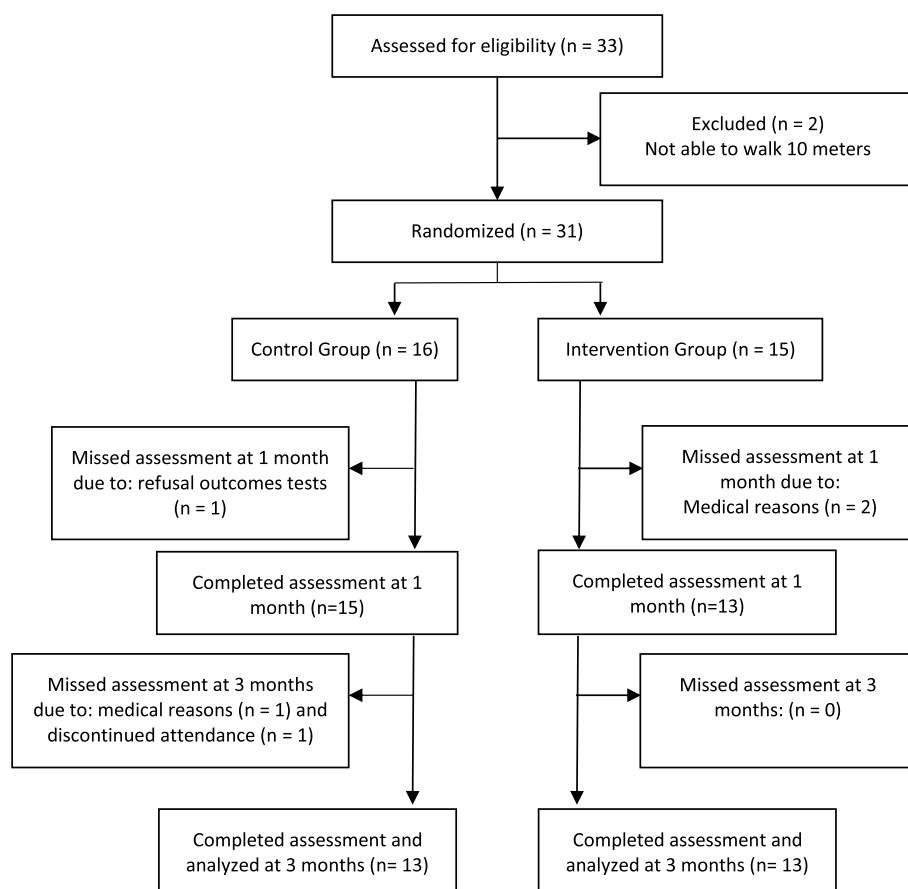 Assessed for eligibility (n = 33)
Excluded (n = 2)
Not able to walk 10 meters
Randomized (n = 31)
Control Group (n = 16)
Intervention Group (n = 15)
Missed assessment at 1 month
due to: refusal outcomes tests
(n = 1)
Missed assessment at 1
month due to:
Medical reasons (n = 2)
Completed assessment at 1
month (n=15)
Completed assessment at 1
month (n=13)
Missed assessment at 3 months
due to: medical reasons (n = 1) and
discontinued attendance (n = 1)
Missed assessment at 3
months: (n = 0)
Completed assessment and
analyzed at 3 months (n= 13)
Completed assessment and
analyzed at 3 months (n= 13)